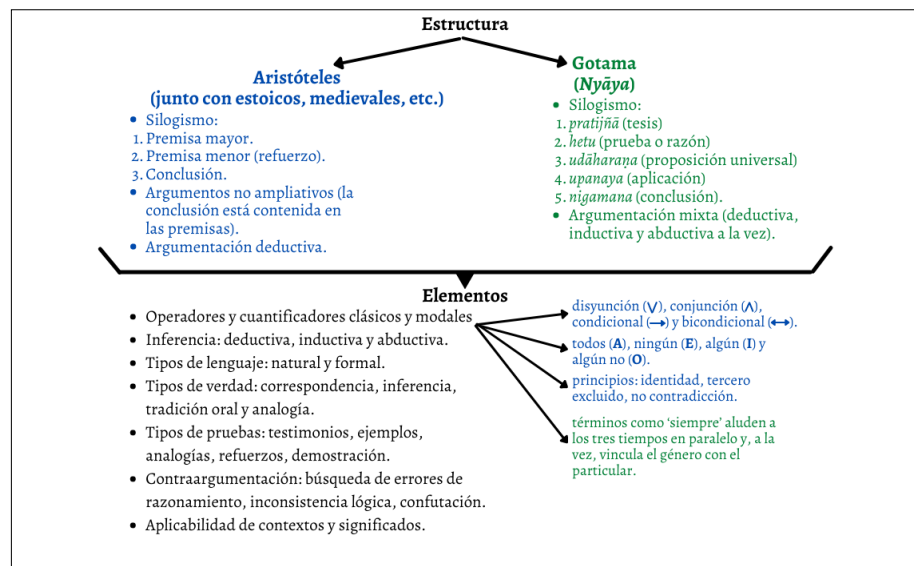 Estructura
Aristóteles
(junto con estoicos, medievales, etc.)
• Silogismo:
1. Premisa mayor.
2. Premisa menor (refuerzo).
3. Conclusión.
• Argumentos no ampliativos (la
conclusión está contenida en
las premisas).
• Argumentación deductiva.
Gotama
(Nyāya)
• Silogismo:
1. pratijñā (tesis)
2. hetu (prueba o razón)
3. udāharaṇa (proposición universal)
4. upanaya (aplicación)
5. nigamana (conclusión).
• Argumentación mixta (deductiva,
inductiva y abductiva a la vez).
Elementos
• Operadores y cuantificadores clásicos y modales
• Inferencia: deductiva, inductiva y abductiva.
• Tipos de lenguaje: natural y formal.
• Tipos de verdad: correspondencia, inferencia,
tradición oral y analogía.
• Tipos de pruebas: testimonios, ejemplos,
analogías, refuerzos, demostración.
• Contraargumentación: búsqueda de errores de
razonamiento, inconsistencia lógica, confutación.
• Aplicabilidad de contextos y significados.
disyunción (∨), conjunción (∧),
condicional (→) y bicondicional (↔).
todos (A), ningún (E), algún (I) y
algún no (O).
principios: identidad, tercero
excluido, no contradicción.
términos como ‘siempre’ aluden a
los tres tiempos en paralelo y, a la
vez, vincula el género con el
particular.